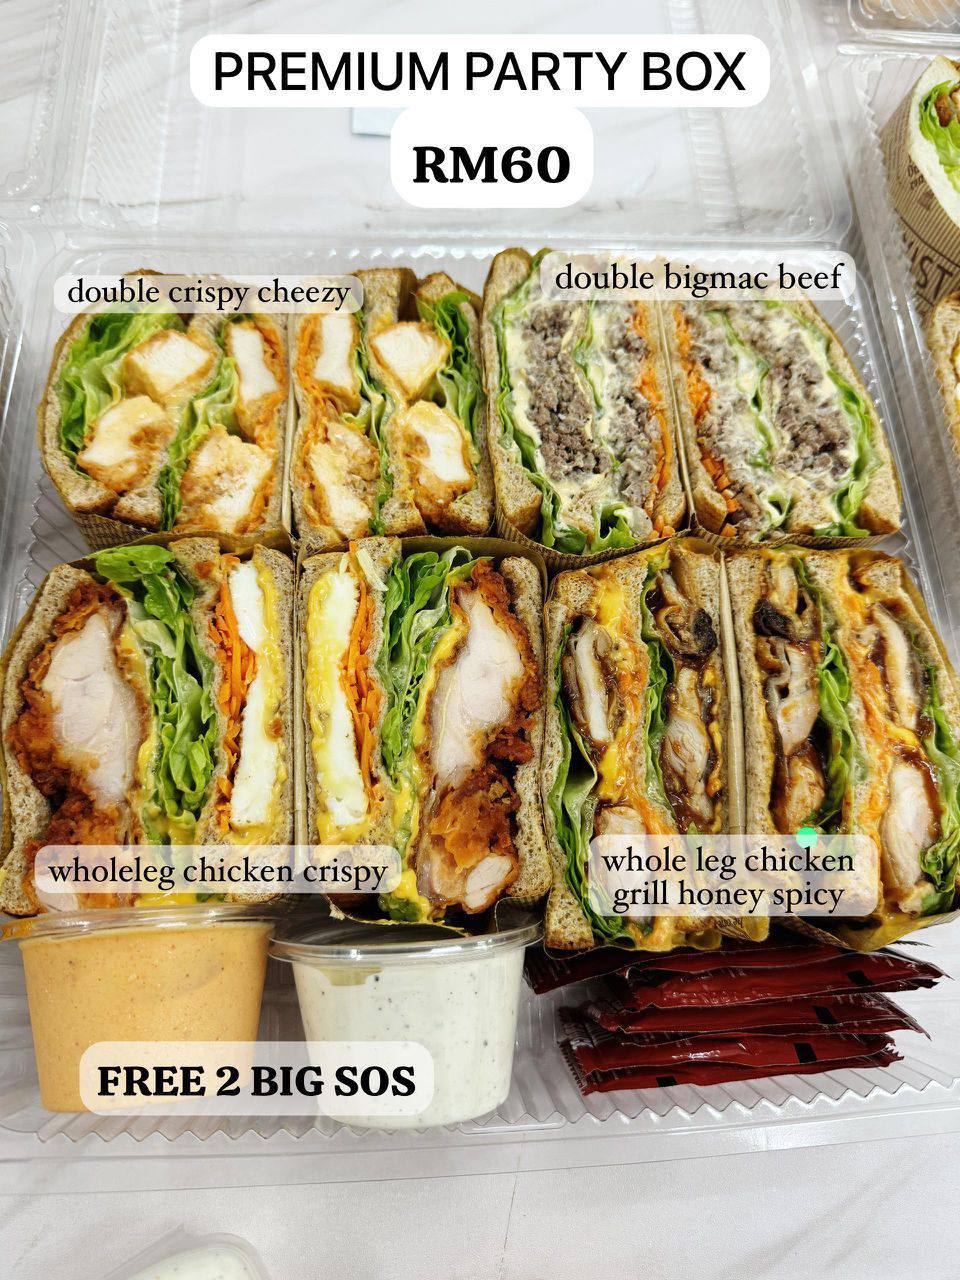 PREMIUM PARTY BOX
RM60
double crispy cheezy
double bigmac beef
wholeleg chicken crispy
whole leg chicken
grill honey spicy
FREE 2 BIG SOS